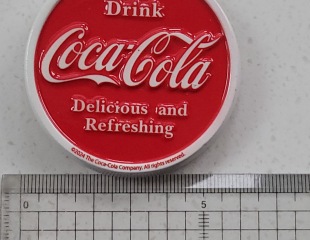 Drink
Coca-Cola
Delicious and
Refreshing
©2024 The Coca-Cola Company. All rights reserved.
0 5